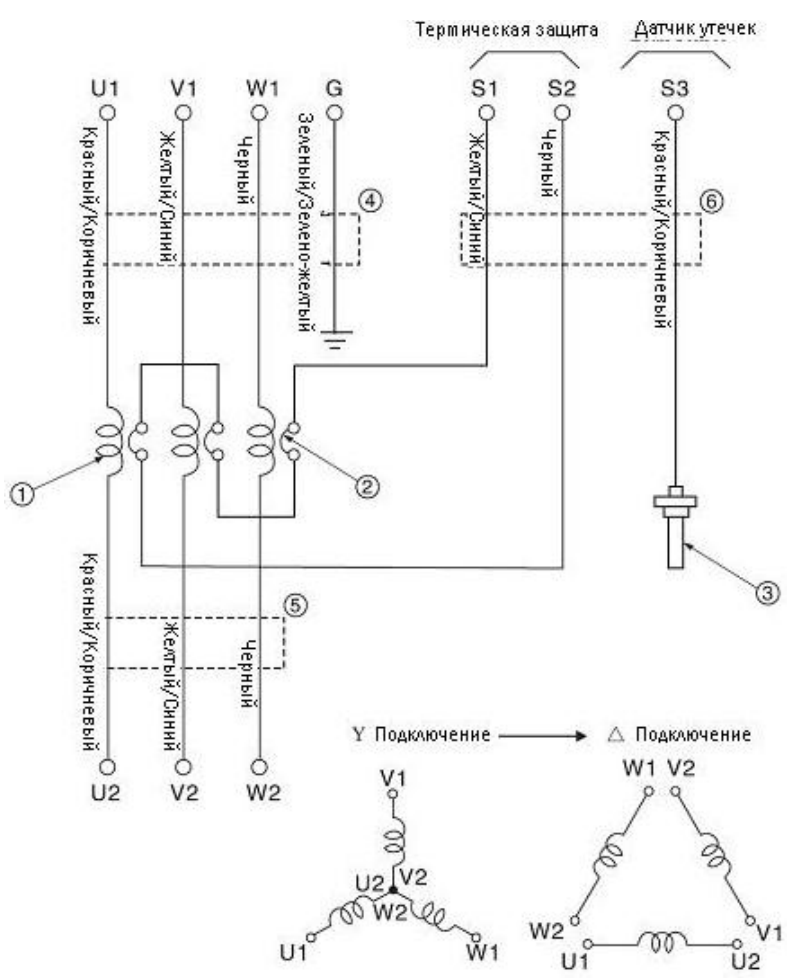 Термическая защита
Датчик утечек
U1 V1 W1 G S1 S2 S3
Красный/Коричневый
Желтый/Синий
Черный
Зеленый/Зелено-желтый
Желтый/Синий
Черный
Красный/Коричневый
4
6
1
2
3
5
Красный/Коричневый
Желтый/Синий
Черный
U2 V2 W2
Y Подключение
△ Подключение
V1
U2 V2
W2
U1 W1
W1 V2
W2 V1
U1 U2